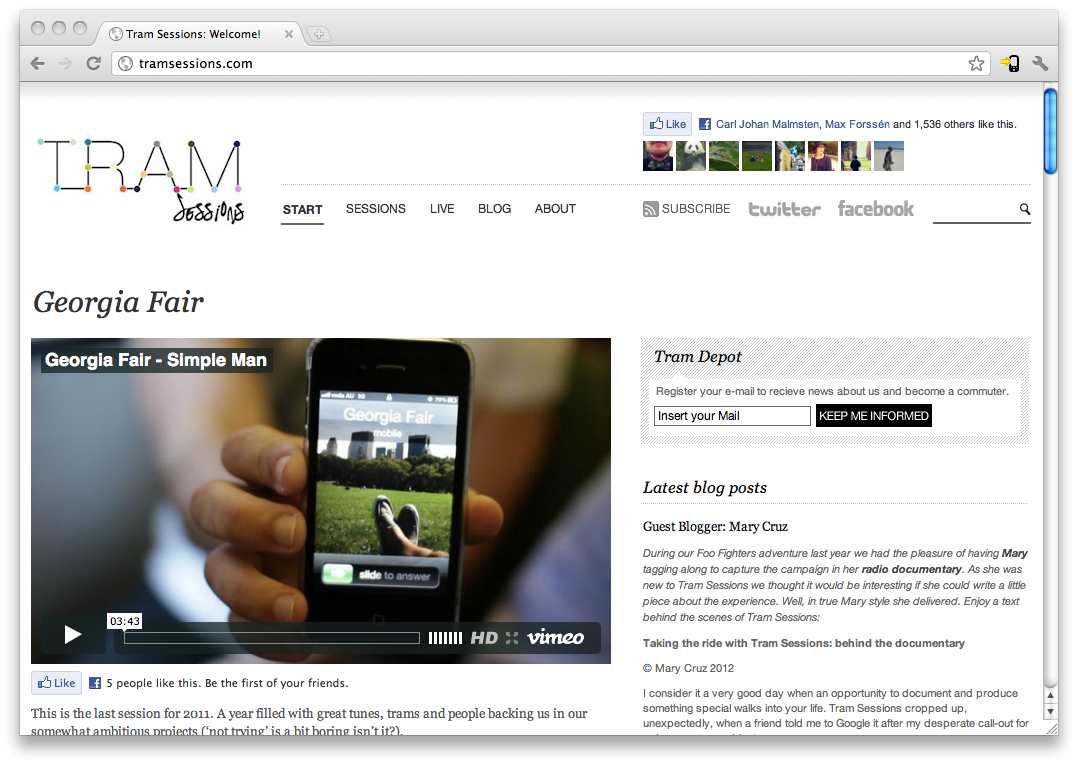 Tram Sessions: Welcome!
tramsessions.com
Like
Carl Johan Malmsten, Max Forssén and 1,536 others like this.
TRAM
SESSIONS
START SESSIONS LIVE BLOG ABOUT
SUBSCRIBE twitter facebook
Georgia Fair
Georgia Fair - Simple Man
voda AU 3G
70%
Georgia Fair
mobile
slide to answer
03:43
HD vimeo
Like
5 people like this. Be the first of your friends.
This is the last session for 2011. A year filled with great tunes, trams and people backing us in our
somewhat ambitious projects ('not trying' is a bit boring isn't it?).
Tram Depot
Register your e-mail to recieve news about us and become a commuter.
Insert your Mail KEEP ME INFORMED
Latest blog posts
Guest Blogger: Mary Cruz
During our Foo Fighters adventure last year we had the pleasure of having Mary
tagging along to capture the campaign in her radio documentary. As she was
new to Tram Sessions we thought it would be interesting if she could write a little
piece about the experience. Well, in true Mary style she delivered. Enjoy a text
behind the scenes of Tram Sessions:
Taking the ride with Tram Sessions: behind the documentary
© Mary Cruz 2012
I consider it a very good day when an opportunity to document and produce
something special walks into your life. Tram Sessions cropped up,
unexpectedly, when a friend told me to Google it after my desperate call-out for